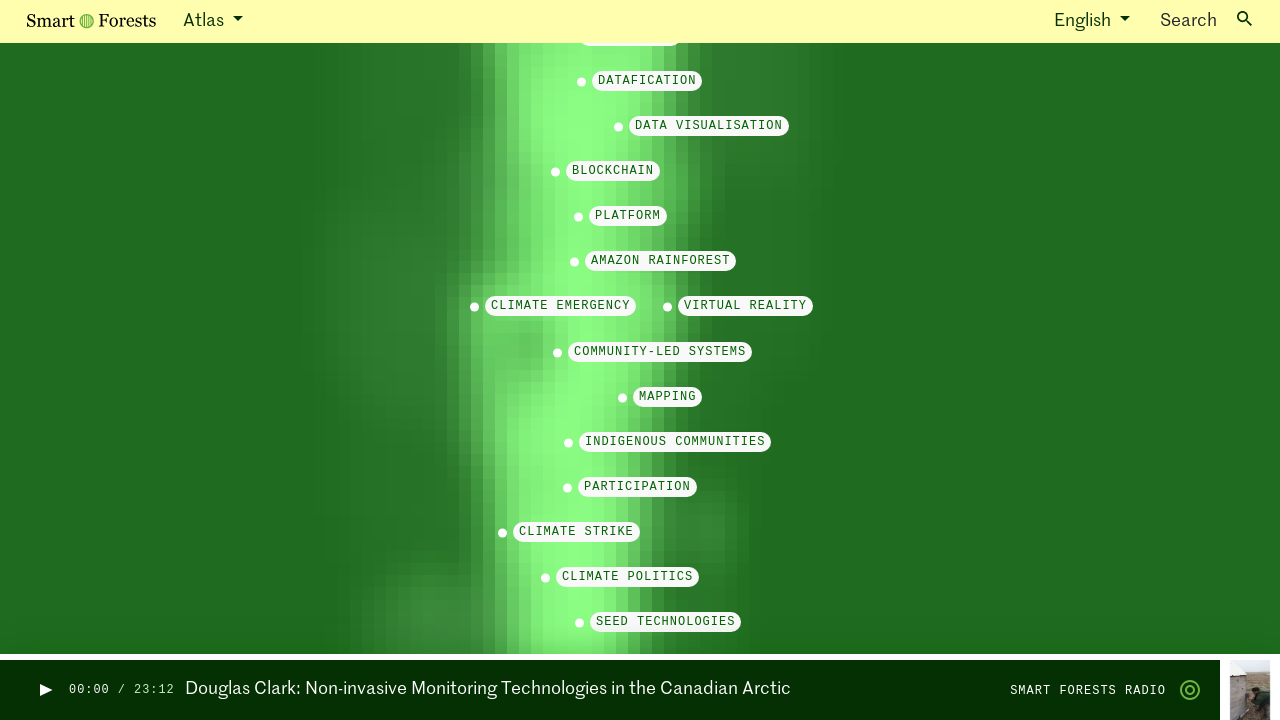 Smart Forests Atlas English Search
DATAFICATION
DATA VISUALISATION
BLOCKCHAIN
PLATFORM
AMAZON RAINFOREST
CLIMATE EMERGENCY VIRTUAL REALITY
COMMUNITY-LED SYSTEMS
MAPPING
INDIGENOUS COMMUNITIES
PARTICIPATION
CLIMATE STRIKE
CLIMATE POLITICS
SEED TECHNOLOGIES
00:00 / 23:12 Douglas Clark: Non-invasive Monitoring Technologies in the Canadian Arctic SMART FORESTS RADIO